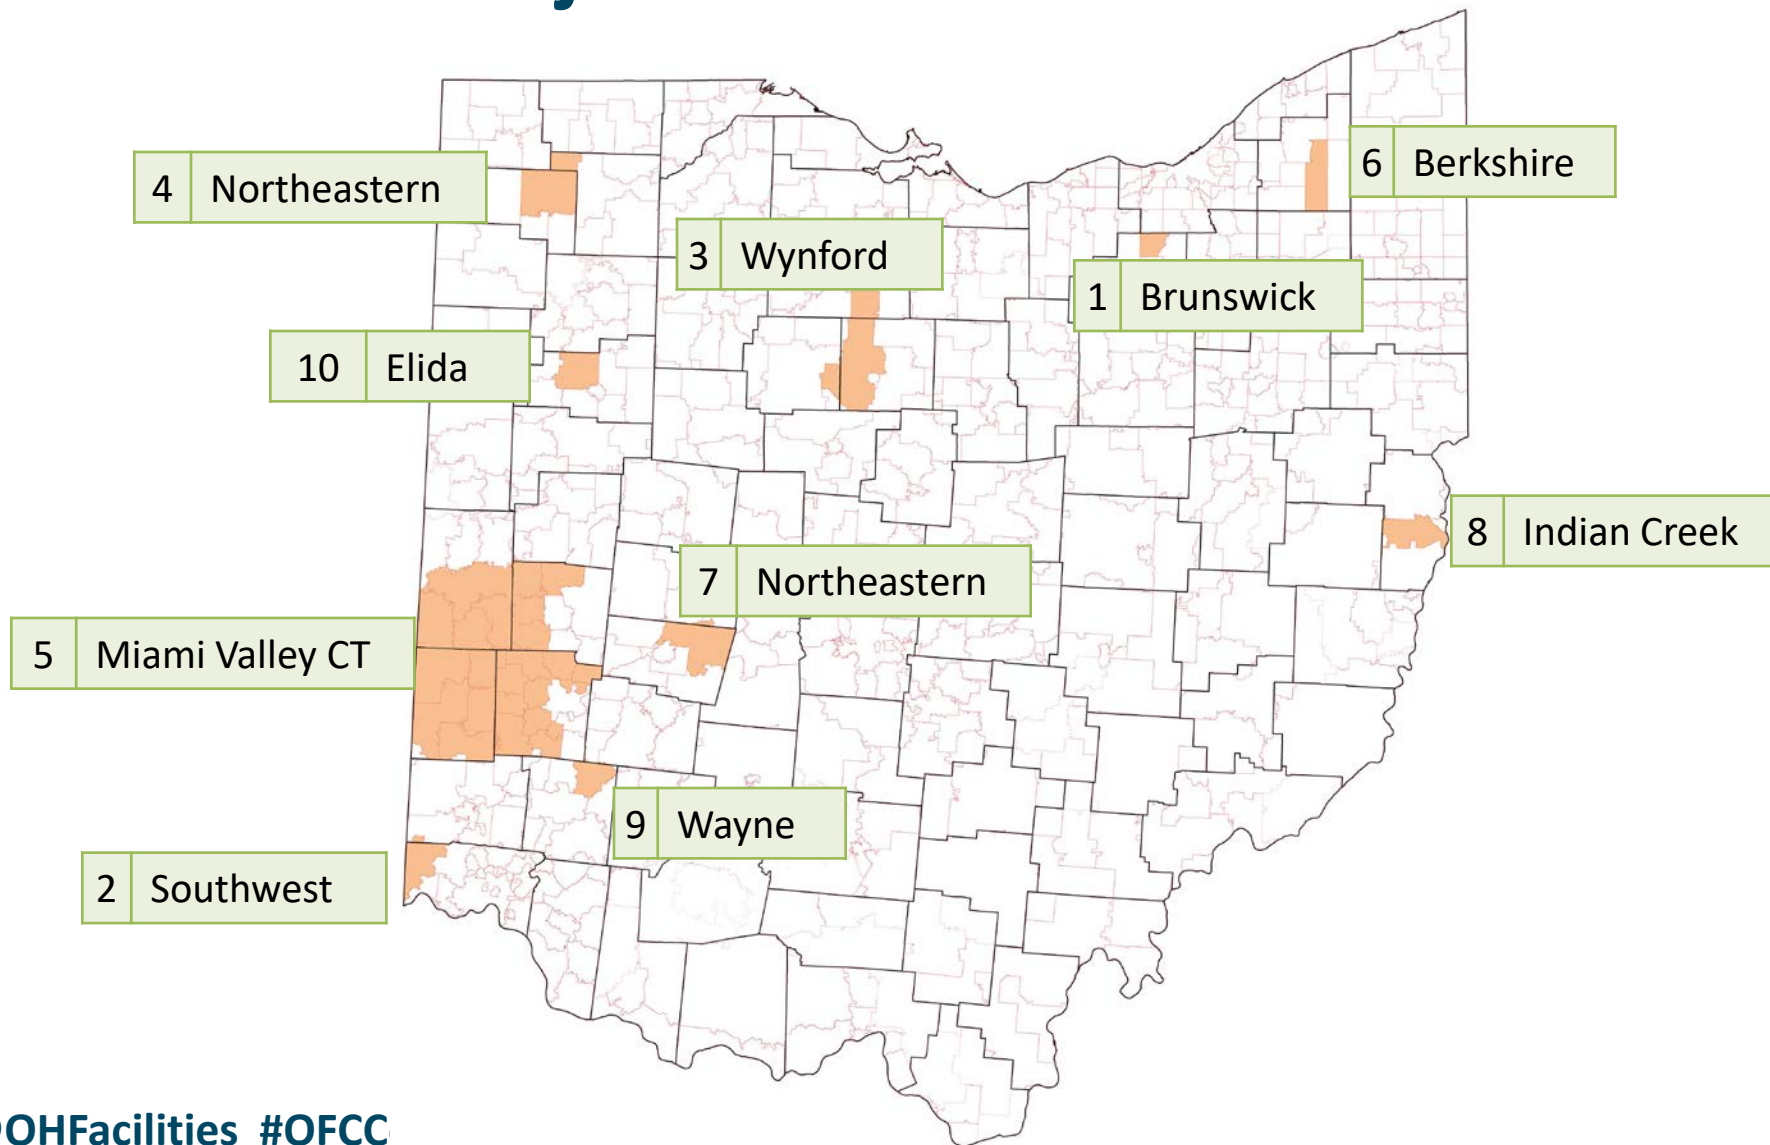 6 Berkshire
4 Northeastern
3 Wynford
1 Brunswick
10 Elida
8 Indian Creek
7 Northeastern
5 Miami Valley CT
9 Wayne
2 Southwest
OHFacilities #OFCC